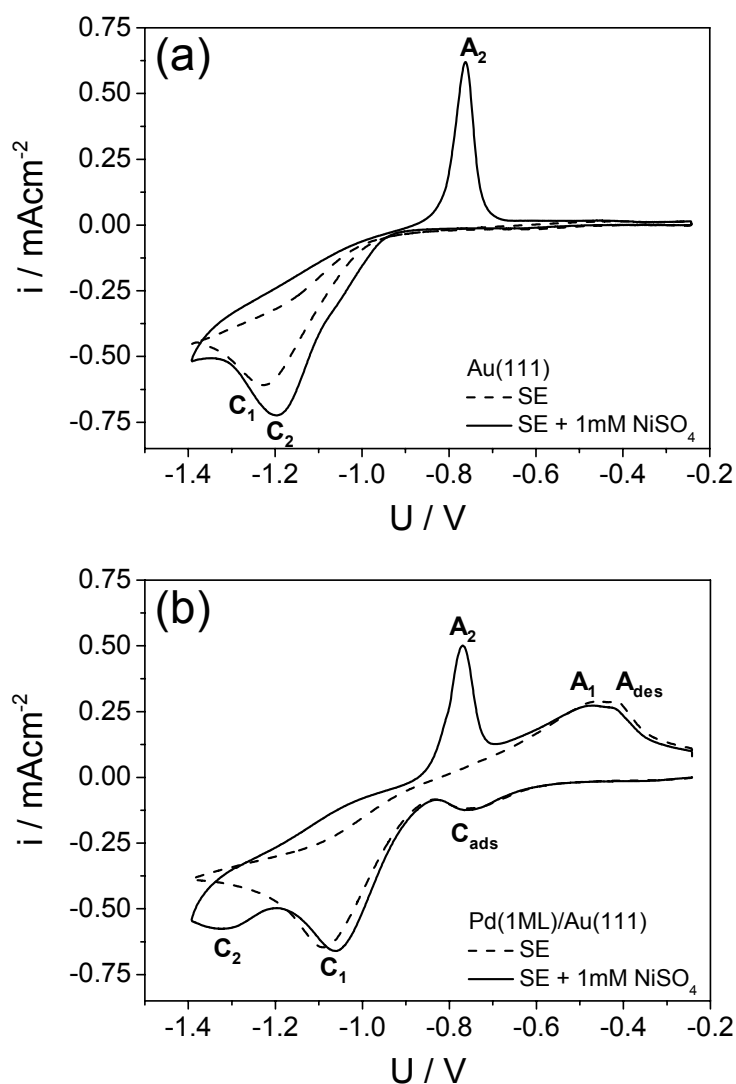 (a)
A₂
0.75
0.50
0.25
0.00
-0.25
-0.50
-0.75
i / mAcm⁻²
C₁
C₂
Au(111)
SE
SE + 1mM NiSO₄
-1.4 -1.2 -1.0 -0.8 -0.6 -0.4 -0.2
U / V
(b)
A₂
A₁
A_des
0.75
0.50
0.25
0.00
-0.25
-0.50
-0.75
i / mAcm⁻²
C_ads
C₂
C₁
Pd(1ML)/Au(111)
SE
SE + 1mM NiSO₄
-1.4 -1.2 -1.0 -0.8 -0.6 -0.4 -0.2
U / V